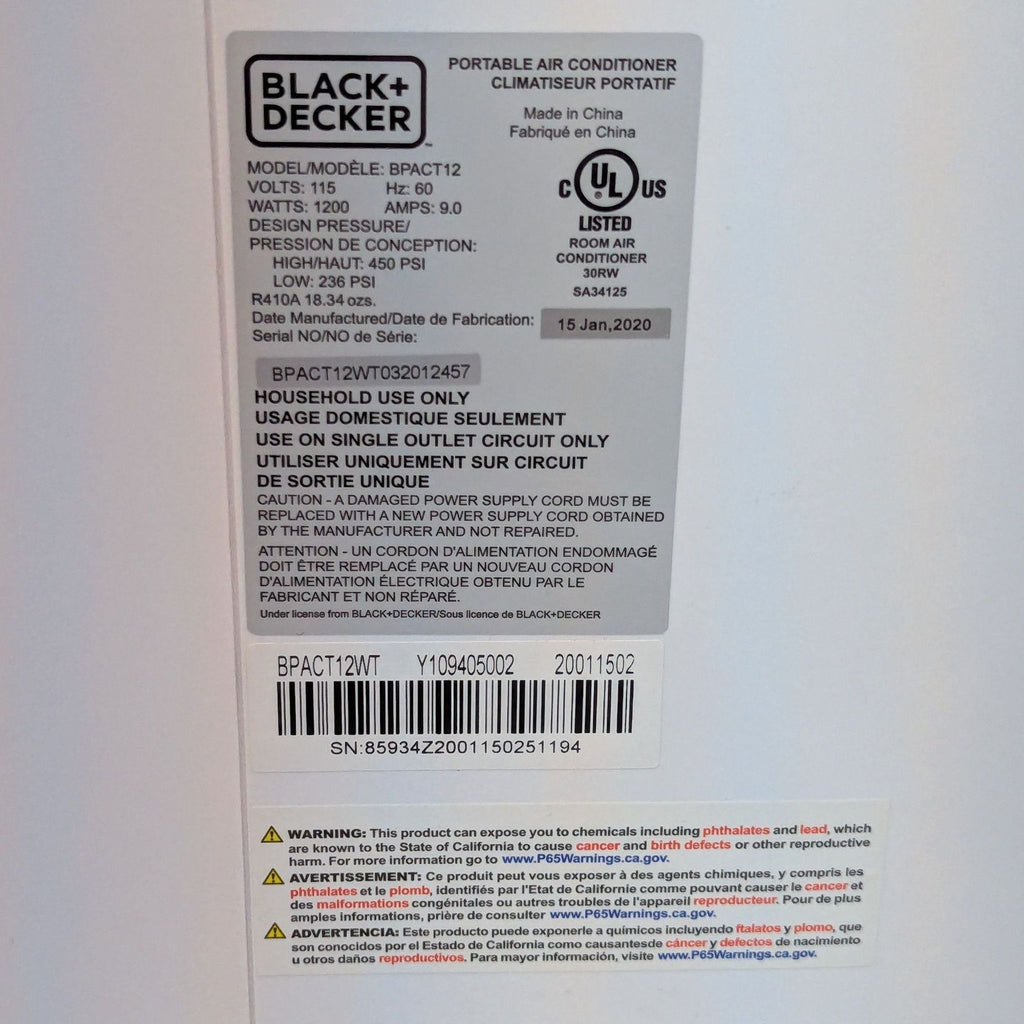 BLACK+
DECKER
PORTABLE AIR CONDITIONER
CLIMATISEUR PORTATIF
Made in China
Fabriqué en China
MODEL/MODÈLE: BPACT12
VOLTS: 115 Hz: 60
WATTS: 1200 AMPS: 9.0
DESIGN PRESSURE/
PRESSION DE CONCEPTION:
HIGH/HAUT: 450 PSI
LOW: 236 PSI
R410A 18.34 ozs.
C UL US
LISTED
ROOM AIR
CONDITIONER
30RW
SA34125
Date Manufactured/Date de Fabrication: 15 Jan,2020
Serial NO/NO de Série:
BPACT12WT032012457
HOUSEHOLD USE ONLY
USAGE DOMESTIQUE SEULEMENT
USE ON SINGLE OUTLET CIRCUIT ONLY
UTILISER UNIQUEMENT SUR CIRCUIT
DE SORTIE UNIQUE
CAUTION - A DAMAGED POWER SUPPLY CORD MUST BE
REPLACED WITH A NEW POWER SUPPLY CORD OBTAINED
BY THE MANUFACTURER AND NOT REPAIRED.
ATTENTION - UN CORDON D'ALIMENTATION ENDOMMAGÉ
DOIT ÊTRE REMPLACÉ PAR UN NOUVEAU CORDON
D'ALIMENTATION ÉLECTRIQUE OBTENU PAR LE
FABRICANT ET NON RÉPARÉ.
Under license from BLACK+DECKER/Sous licence de BLACK+DECKER
BPACT12WT Y109405002 20011502
SN:85934Z2001150251194
WARNING: This product can expose you to chemicals including phthalates and lead, which
are known to the State of California to cause cancer and birth defects or other reproductive
harm. For more information go to www.P65Warnings.ca.gov.
AVERTISSEMENT: Ce produit peut vous exposer à des agents chimiques, y compris les
phthalates et le plomb, identifiés par l'Etat de Californie comme pouvant causer le cancer et
des malformations congénitales ou autres troubles de l'appareil reproducteur. Pour de plus
amples informations, prière de consulter www.P65Warnings.ca.gov.
ADVERTENCIA: Este producto puede exponerle a químicos incluyendo ftalatos y plomo, que
son conocidos por el Estado de California como causantesde cáncer y defectos de nacimiento
u otros daños reproductivos. Para mayor información, visite www.P65Warnings.ca.gov.